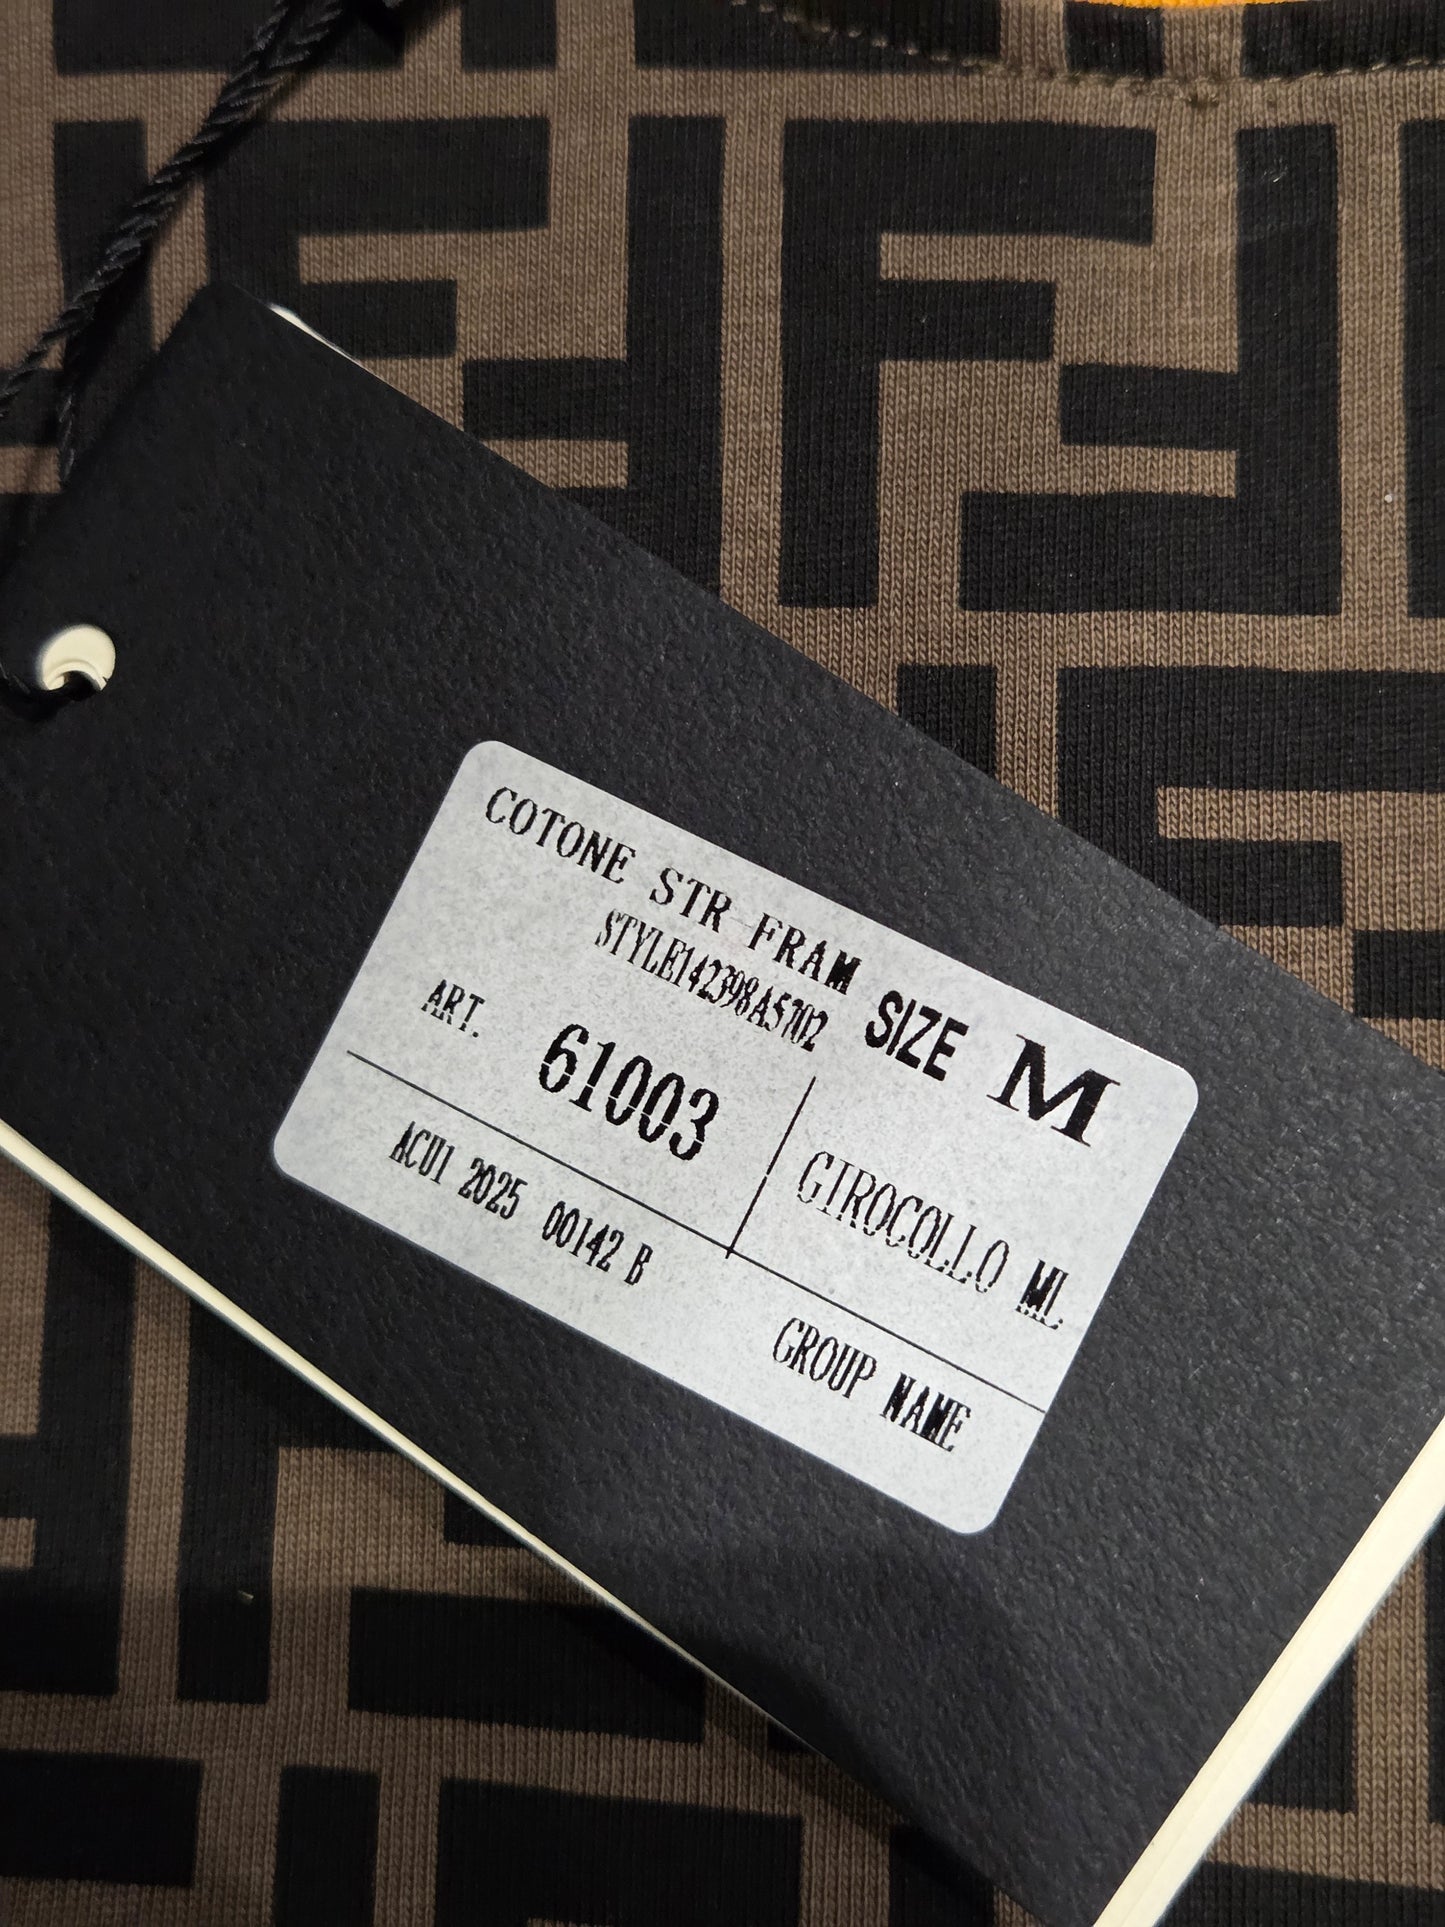 COTONE STR FRAM
STYLE142398A5702
SIZE M
ART. 61003
GIROCOLLO ML
ACU1 2025 00142 B
GROUP NAME